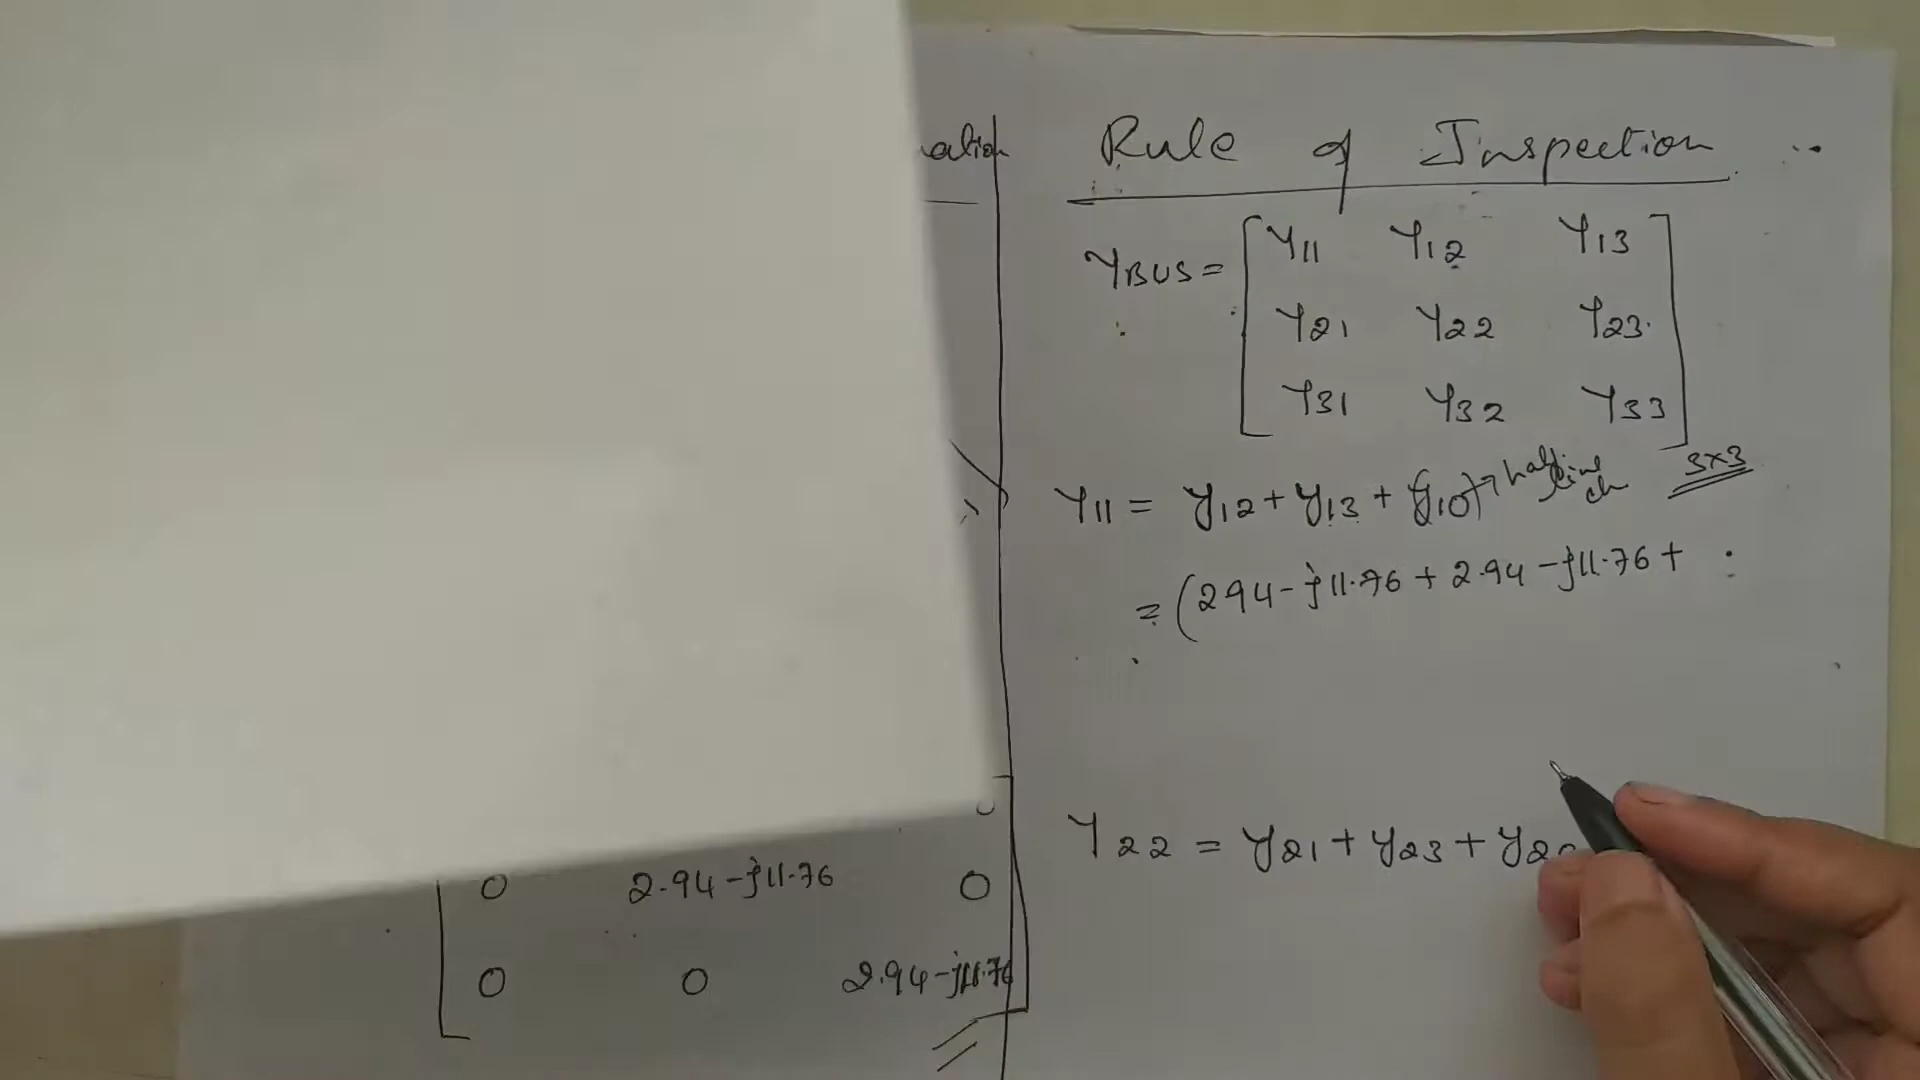 Rule of Inspection
YBUS = [ Y11 Y12 Y13
Y21 Y22 Y23
Y31 Y32 Y33 ]
3x3
Y11 = y12 + y13 + y10 → half line ch
= (2.94 - j11.76 + 2.94 - j11.76 +
Y22 = y21 + y23 + y20
0
0 2.94 - j11.76 0
0 0 2.94 - j11.76